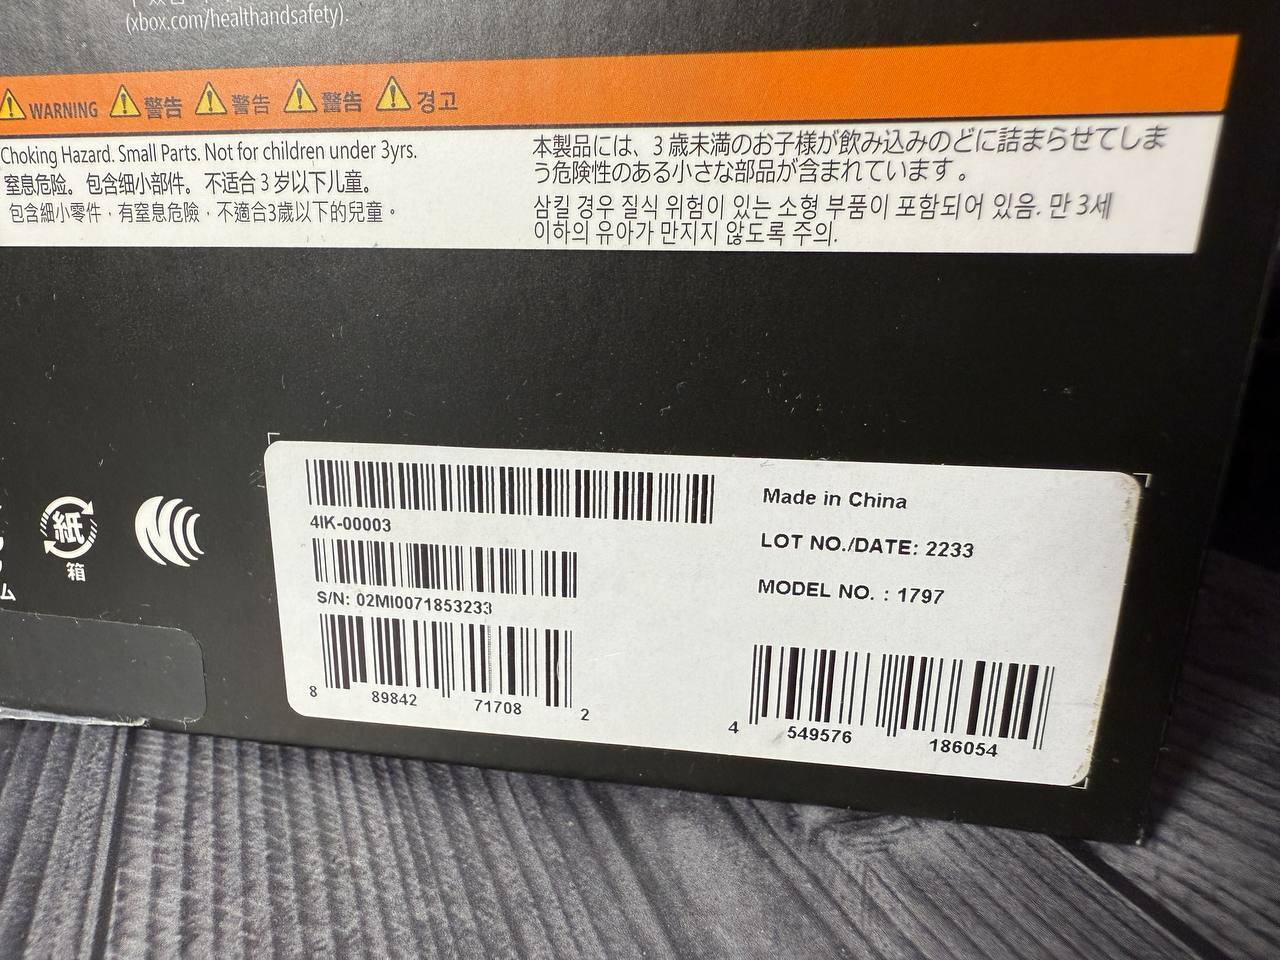 (xbox.com/healthandsafety).
WARNING 警告 警告 警告 경고
Choking Hazard. Small Parts. Not for children under 3yrs.
窒息危险。包含细小部件。不适合 3 岁以下儿童。
包含細小零件，有窒息危險，不適合3歲以下的兒童。
本製品には、3 歳未満のお子様が飲み込みのどに詰まらせてしま
う危険性のある小さな部品が含まれています。
삼킬 경우 질식 위험이 있는 소형 부품이 포함되어 있음. 만 3세
이하의 유아가 만지지 않도록 주의.
紙
箱
ム
4IK-00003
S/N: 02MI0071853233
8 89842 71708 2
Made in China
LOT NO./DATE: 2233
MODEL NO. : 1797
4 549576 186054